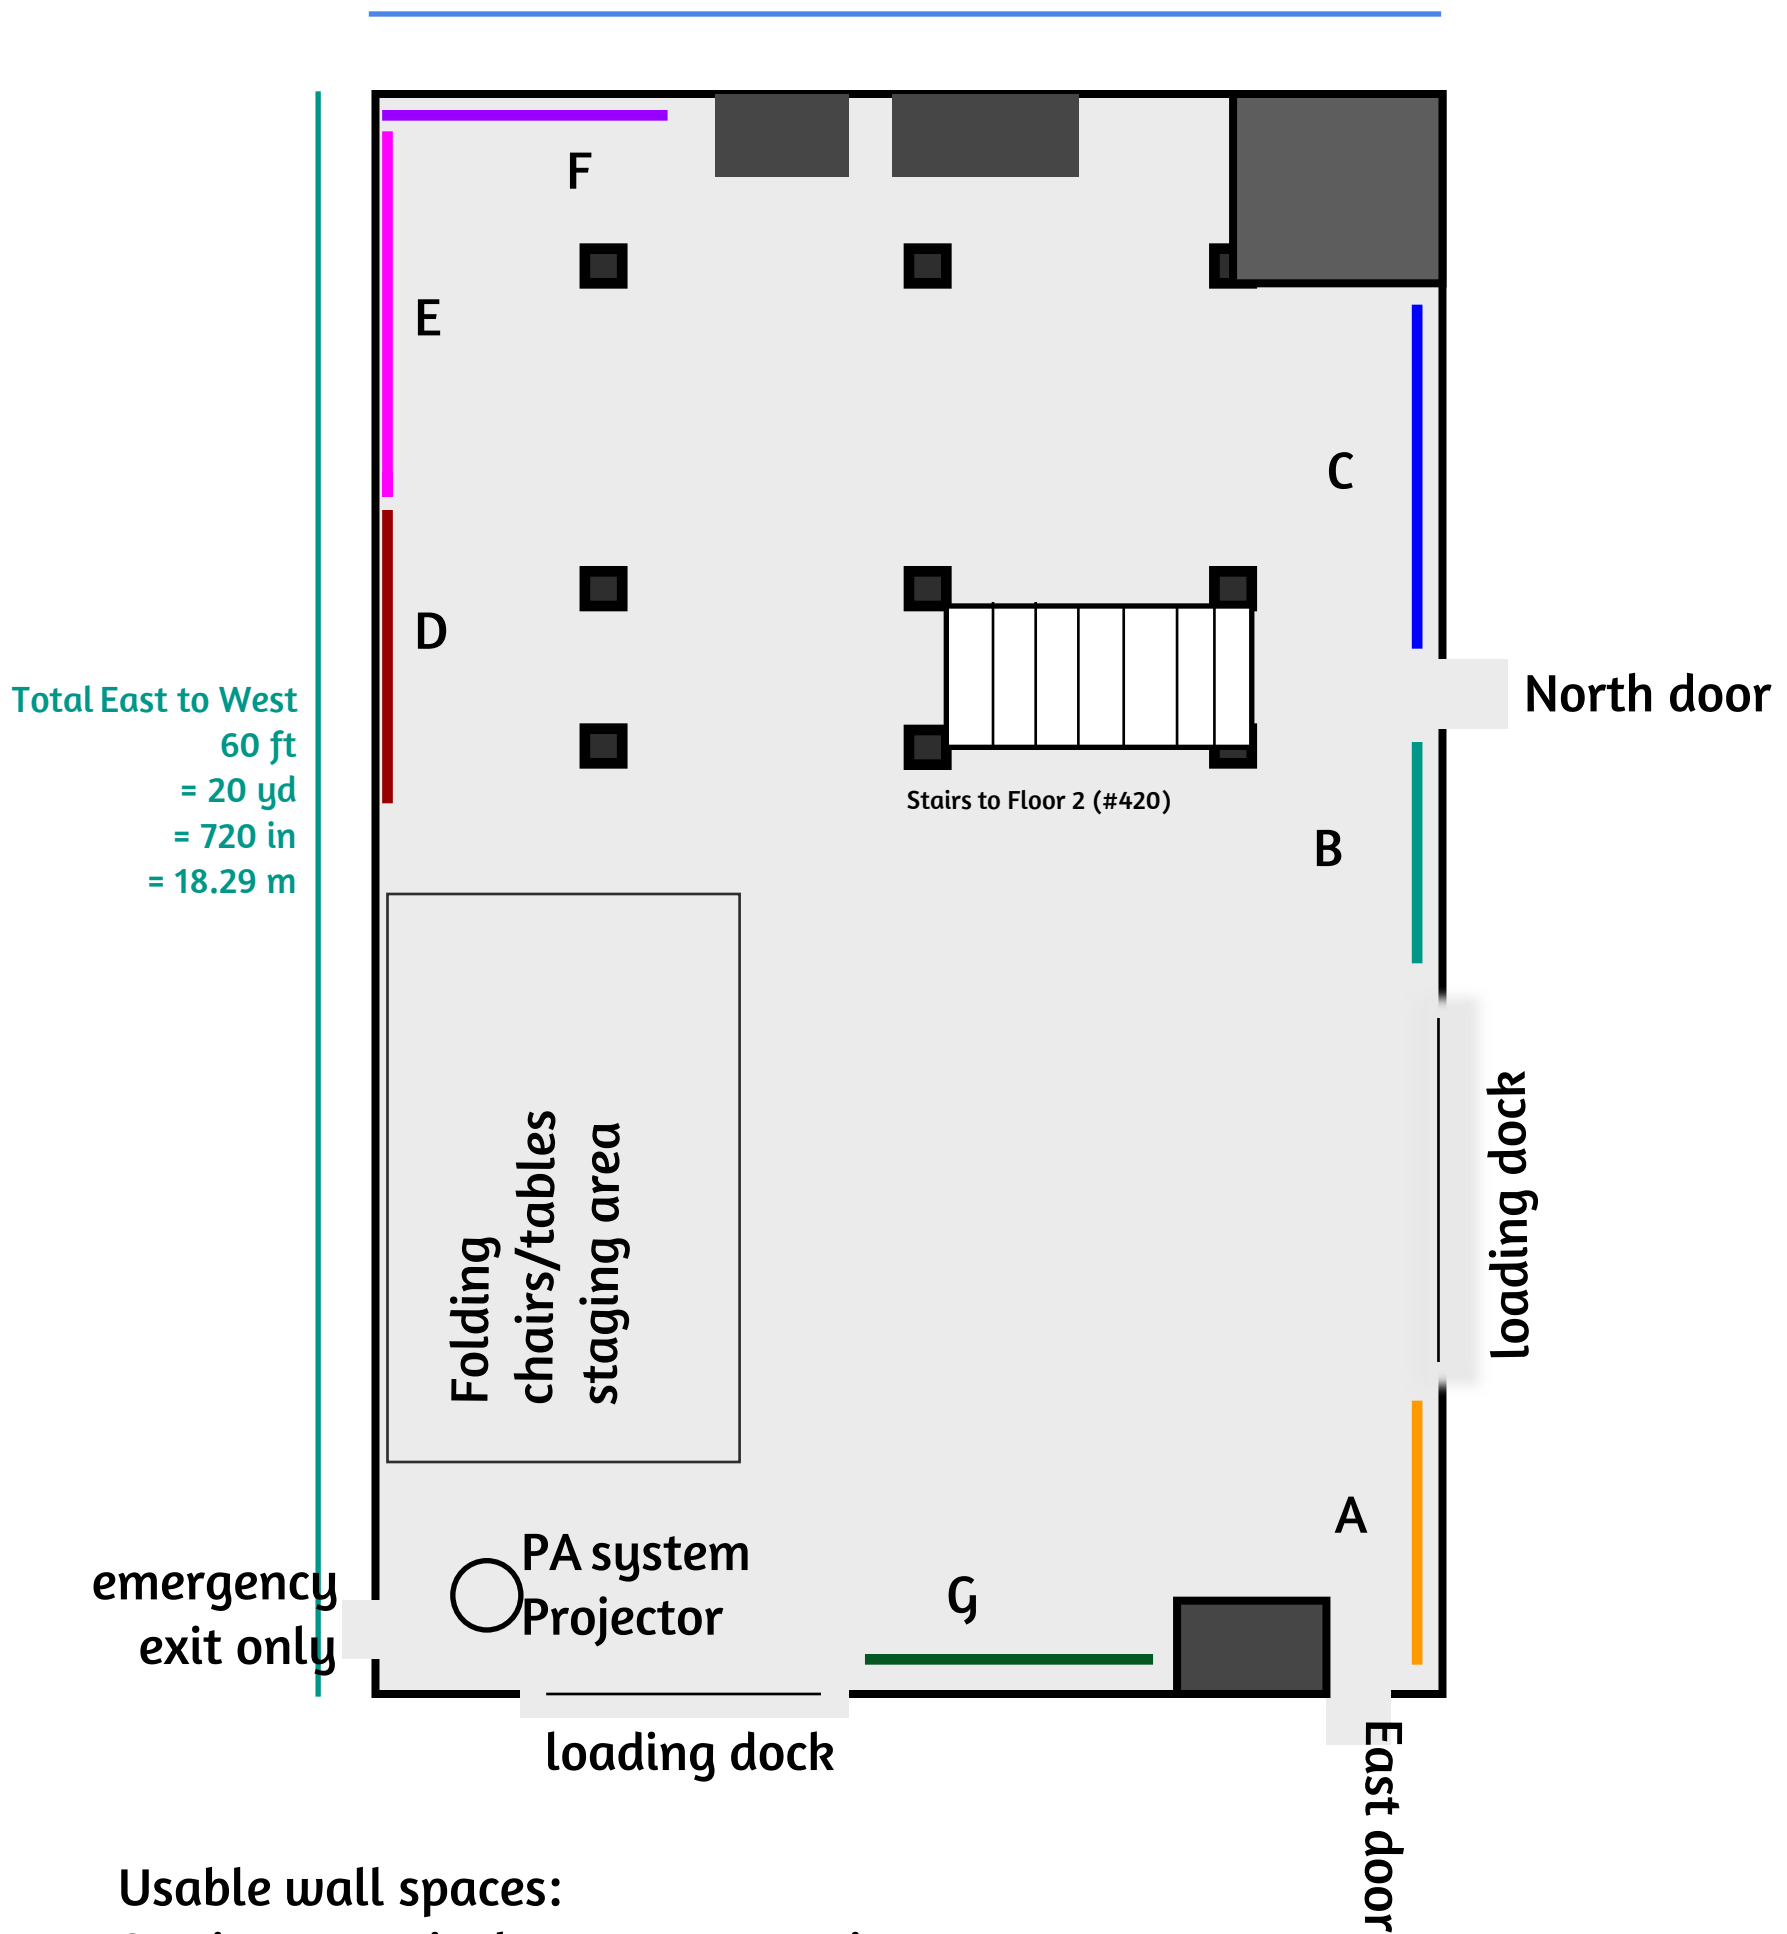 F
E
C
D
North door
Total East to West
60 ft
= 20 yd
= 720 in
= 18.29 m
Stairs to Floor 2 (#420)
B
Folding
chairs/tables
staging area
loading dock
A
PA system
Projector
G
emergency
exit only
loading dock
East door
Usable wall spaces: